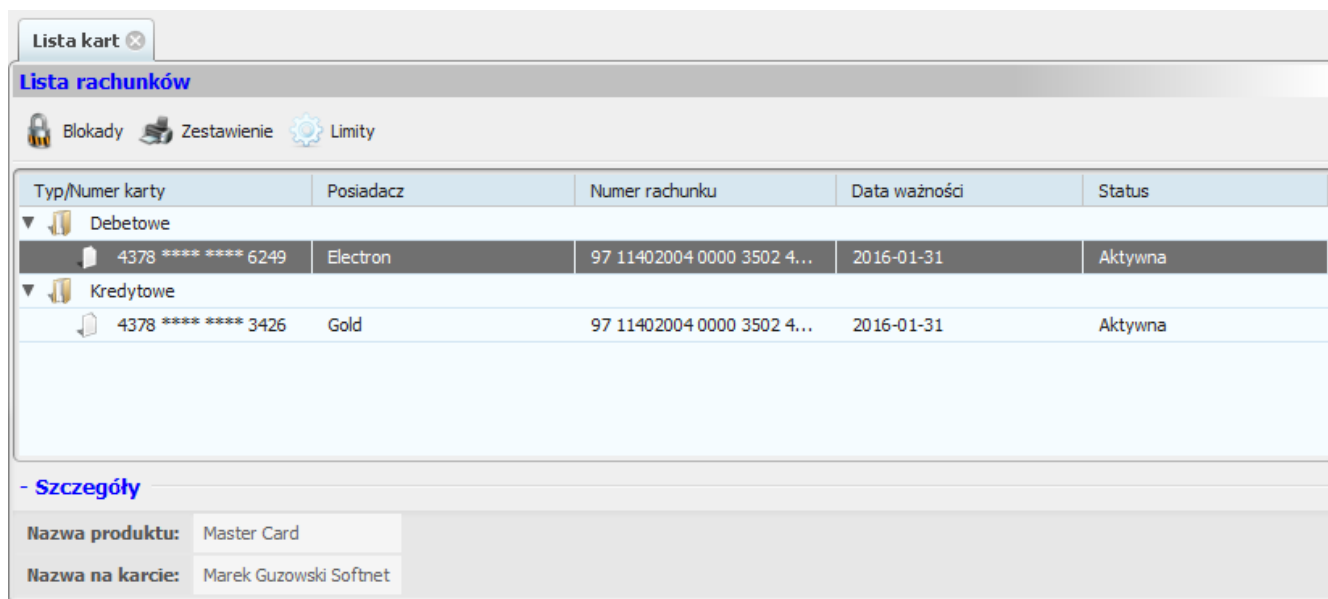 Lista kart
Lista rachunków
Blokady Zestawienie Limity
Typ/Numer karty Posiadacz Numer rachunku Data ważności Status
Debetowe
4378 **** **** 6249 Electron 97 11402004 0000 3502 4... 2016-01-31 Aktywna
Kredytowe
4378 **** **** 3426 Gold 97 11402004 0000 3502 4... 2016-01-31 Aktywna
- Szczegóły
Nazwa produktu: Master Card
Nazwa na karcie: Marek Guzowski Softnet